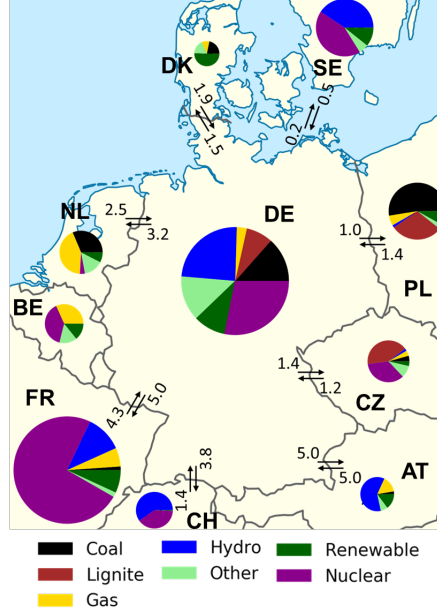 DK
SE
1.9
1.5
0.2
0.5
NL
2.5
3.2
DE
1.0
1.4
PL
BE
FR
4.3
5.0
1.4
1.2
CZ
3.8
1.4
CH
5.0
5.0
AT
Coal
Hydro
Renewable
Lignite
Other
Nuclear
Gas